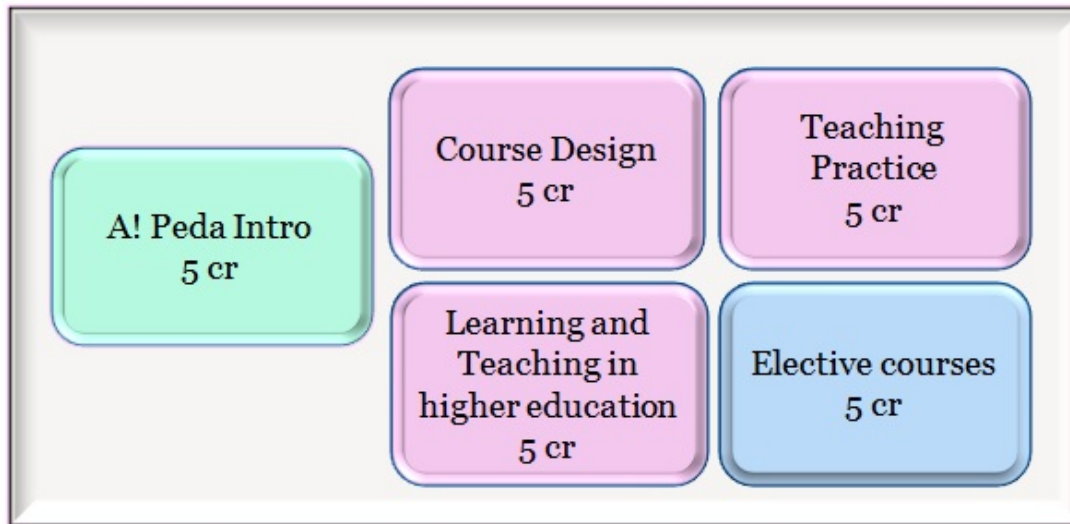 A! Peda Intro
5 cr
Course Design
5 cr
Teaching
Practice
5 cr
Learning and
Teaching in
higher education
5 cr
Elective courses
5 cr